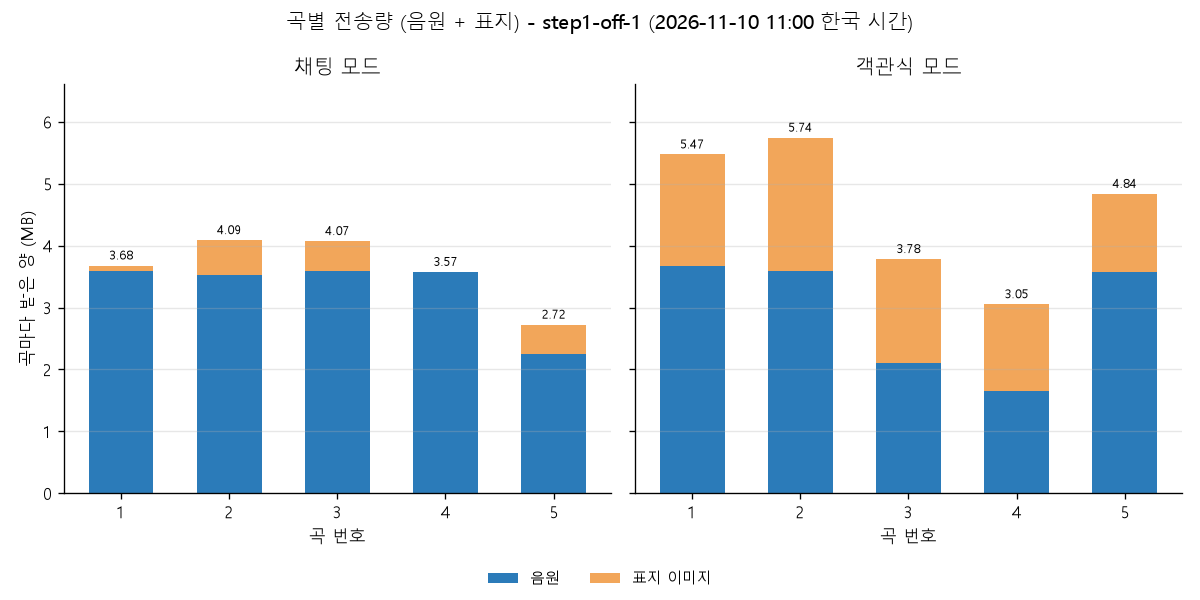 곡별 전송량 (음원 + 표지) - step1-off-1 (2026-11-10 11:00 한국 시간)
채팅 모드
객관식 모드
곡마다 받은 양 (MB)
6
5
4
3
2
1
0
3.68
4.09
4.07
3.57
2.72
5.47
5.74
3.78
3.05
4.84
1 2 3 4 5
1 2 3 4 5
곡 번호
곡 번호
음원
표지 이미지